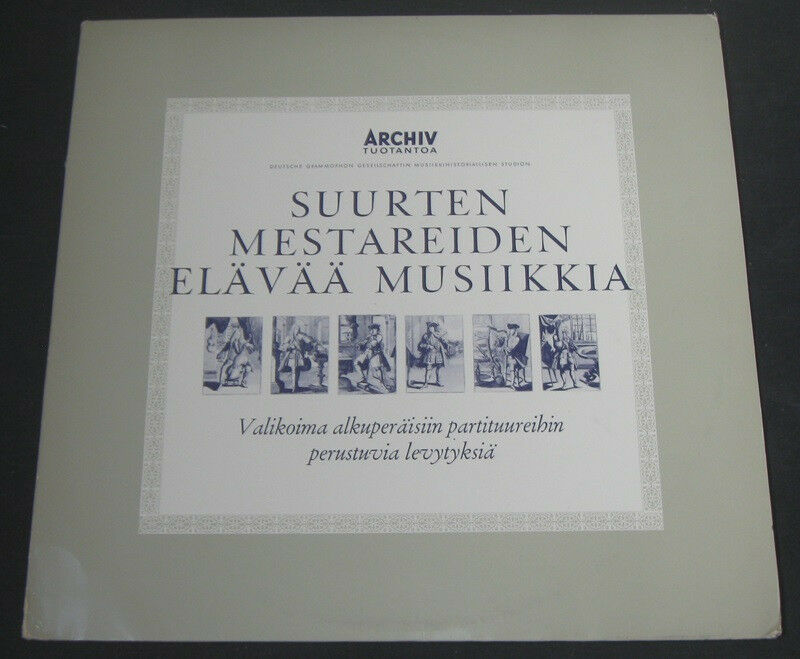 ARCHIV
TUOTANTOA
DEUTSCHE GRAMMOPHON GESELLSCHAFTIN MUSIIKKIHISTORIALLISEN STUDION
SUURTEN
MESTAREIDEN
ELÄVÄÄ MUSIIKKIA
Valikoima alkuperäisiin partituureihin
perustuvia levytyksiä